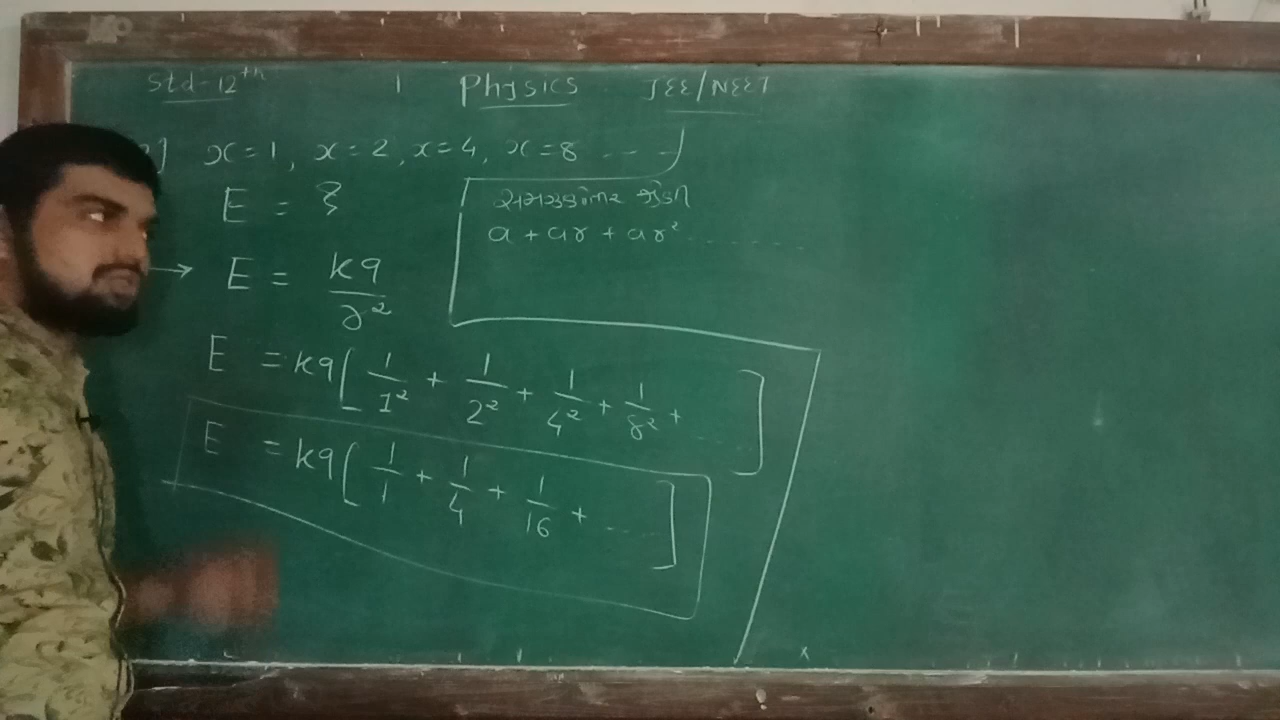 Std-12th | Physics JEE/NEET
x=1, x=2, x=4, x=8 ---
E = ?
સમગુણોત્તર શ્રેણી
a + ar + ar² ........
→ E = kq/r²
E = kq[1/1² + 1/2² + 1/4² + 1/8² + ...]
E = kq[1/1 + 1/4 + 1/16 + ...]